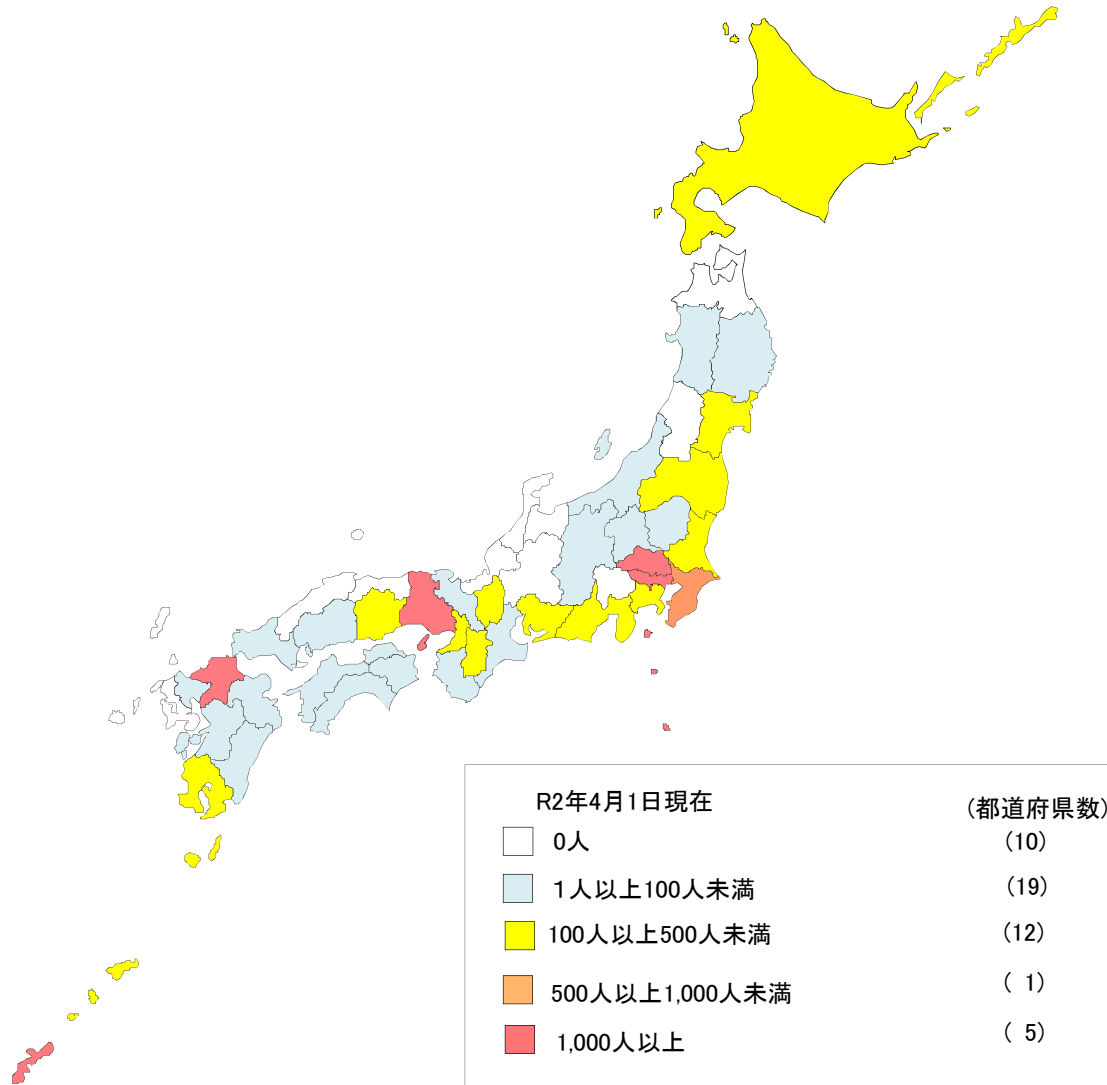 R2年4月1日現在 (都道府県数)
0人 (10)
1人以上100人未満 (19)
100人以上500人未満 (12)
500人以上1,000人未満 ( 1)
1,000人以上 ( 5)